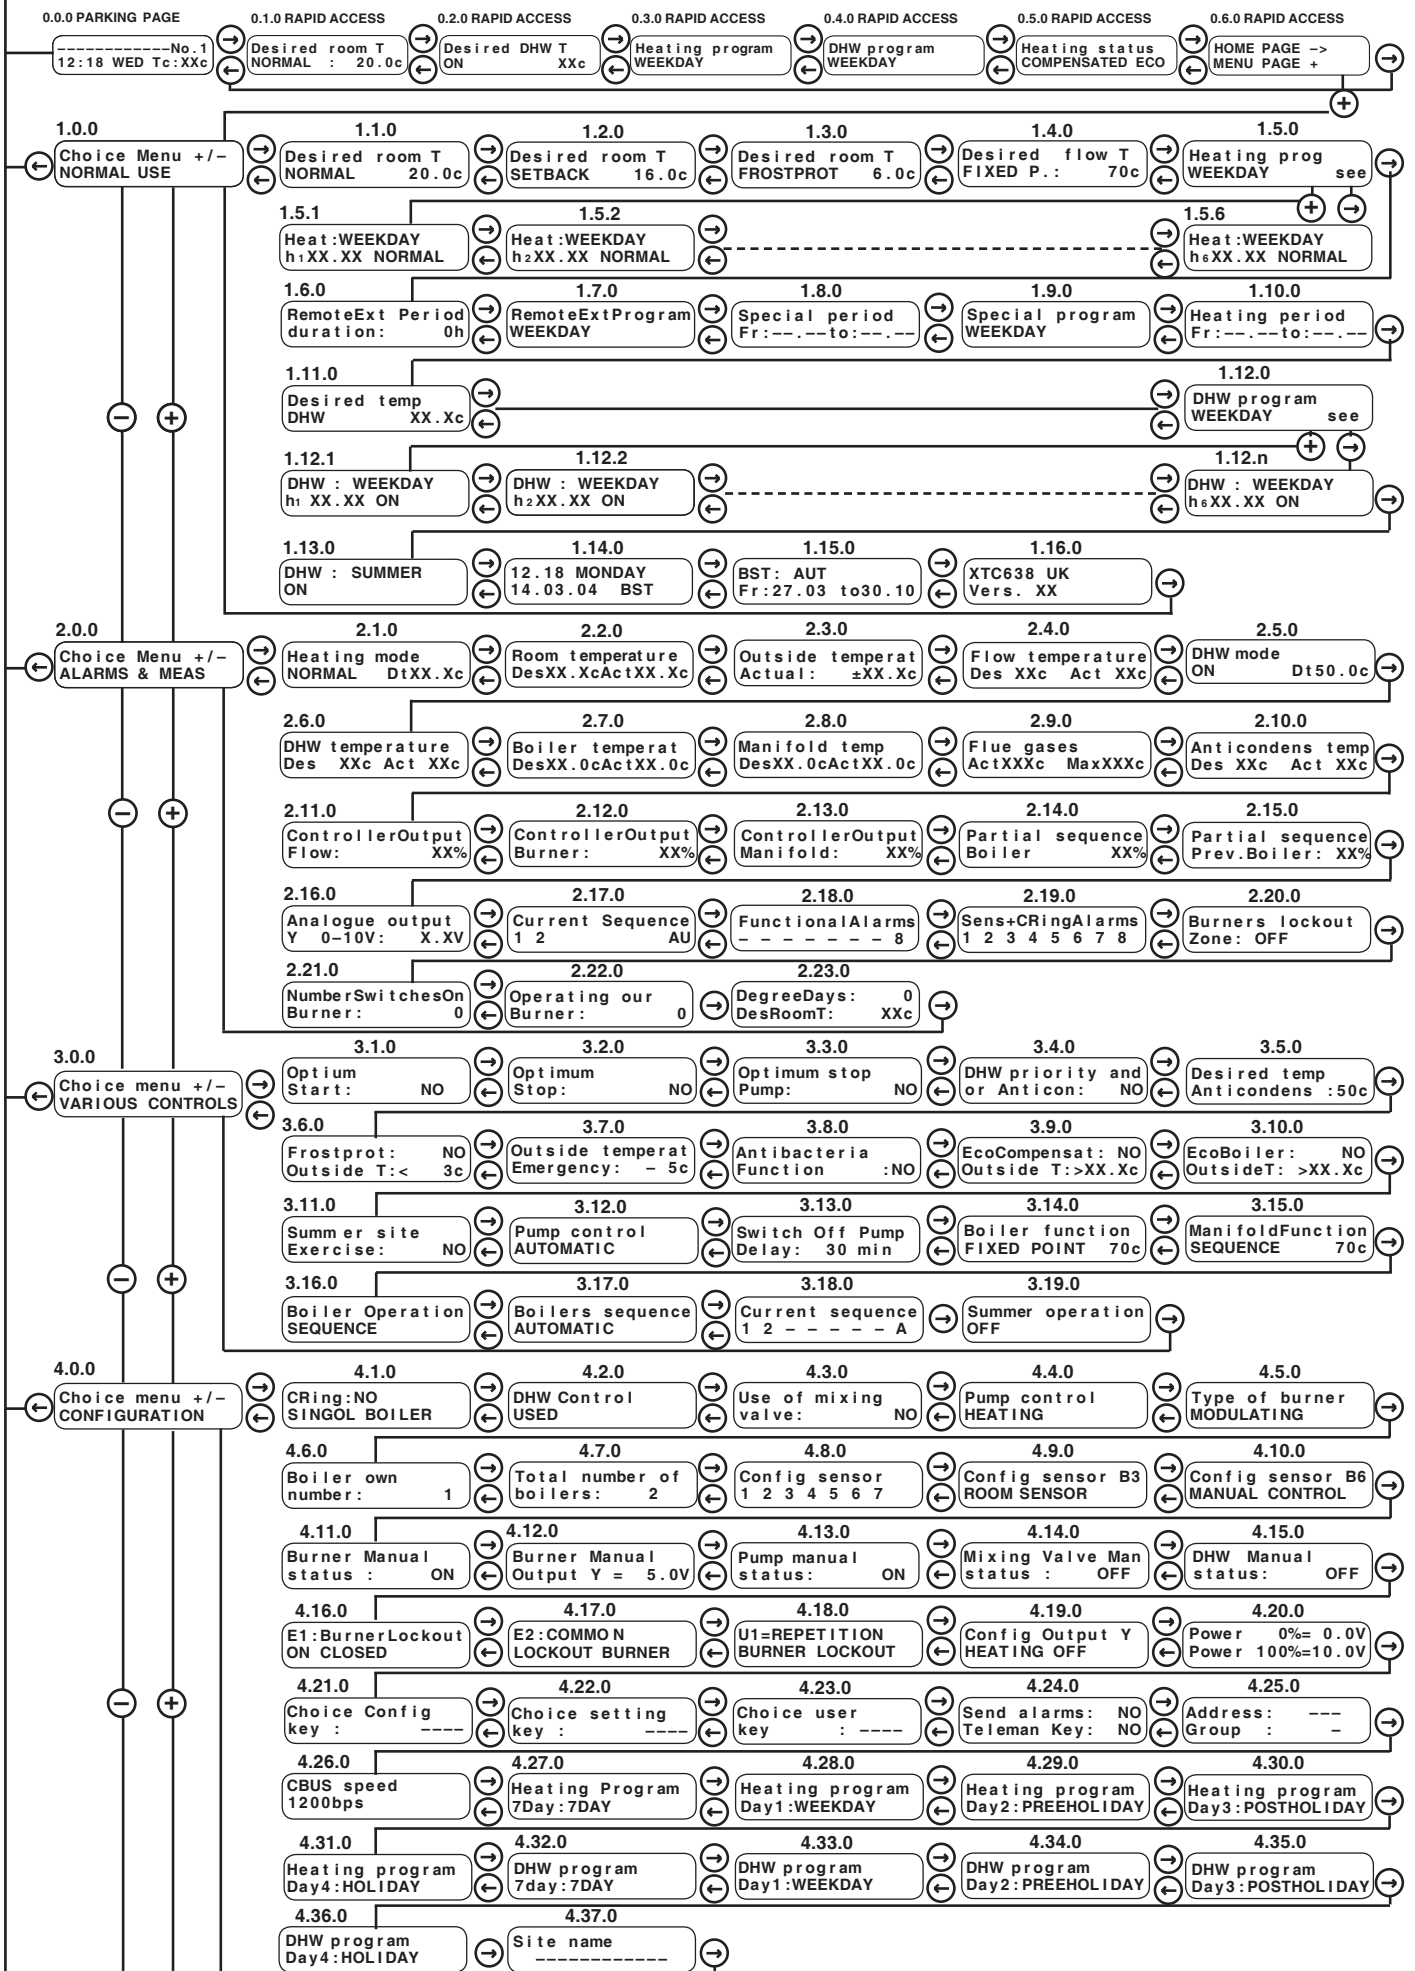 0.0.0 PARKING PAGE
0.1.0 RAPID ACCESS
0.2.0 RAPID ACCESS
0.3.0 RAPID ACCESS
0.4.0 RAPID ACCESS
0.5.0 RAPID ACCESS
0.6.0 RAPID ACCESS
------------No.1
12:18 WED Tc:XXc
Desired room T
NORMAL : 20.0c
Desired DHW T
ON XXc
Heating program
WEEKDAY
DHW program
WEEKDAY
Heating status
COMPENSATED ECO
HOME PAGE ->
MENU PAGE +
1.0.0
Choice Menu +/-
NORMAL USE
1.1.0
Desired room T
NORMAL 20.0c
1.2.0
Desired room T
SETBACK 16.0c
1.3.0
Desired room T
FROSTPROT 6.0c
1.4.0
Desired flow T
FIXED P.: 70c
1.5.0
Heating prog
WEEKDAY see
1.5.1
Heat:WEEKDAY
h1XX.XX NORMAL
1.5.2
Heat:WEEKDAY
h2XX.XX NORMAL
1.5.6
Heat:WEEKDAY
h6XX.XX NORMAL
1.6.0
RemoteExt Period
duration: 0h
1.7.0
RemoteExtProgram
WEEKDAY
1.8.0
Special period
Fr:--.--to:--.--
1.9.0
Special program
WEEKDAY
1.10.0
Heating period
Fr:--.--to:--.--
1.11.0
Desired temp
DHW XX.Xc
1.12.0
DHW program
WEEKDAY see
1.12.1
DHW : WEEKDAY
h1 XX.XX ON
1.12.2
DHW : WEEKDAY
h2XX.XX ON
1.12.n
DHW : WEEKDAY
h6XX.XX ON
1.13.0
DHW : SUMMER
ON
1.14.0
12.18 MONDAY
14.03.04 BST
1.15.0
BST: AUT
Fr:27.03 to30.10
1.16.0
XTC638 UK
Vers. XX
2.0.0
Choice Menu +/-
ALARMS & MEAS
2.1.0
Heating mode
NORMAL DtXX.Xc
2.2.0
Room temperature
DesXX.XcActXX.Xc
2.3.0
Outside temperat
Actual: ±XX.Xc
2.4.0
Flow temperature
Des XXc Act XXc
2.5.0
DHW mode
ON Dt50.0c
2.6.0
DHW temperature
Des XXc Act XXc
2.7.0
Boiler temperat
DesXX.0cActXX.0c
2.8.0
Manifold temp
DesXX.0cActXX.0c
2.9.0
Flue gases
ActXXXc MaxXXXc
2.10.0
Anticondens temp
Des XXc Act XXc
2.11.0
ControllerOutput
Flow: XX%
2.12.0
ControllerOutput
Burner: XX%
2.13.0
ControllerOutput
Manifold: XX%
2.14.0
Partial sequence
Boiler XX%
2.15.0
Partial sequence
Prev.Boiler: XX%
2.16.0
Analogue output
Y 0-10V: X.XV
2.17.0
Current Sequence
1 2 AU
2.18.0
FunctionalAlarms
- - - - - - - 8
2.19.0
Sens+CRingAlarms
1 2 3 4 5 6 7 8
2.20.0
Burners lockout
Zone: OFF
2.21.0
NumberSwitchesOn
Burner: 0
2.22.0
Operating our
Burner: 0
2.23.0
DegreeDays: 0
DesRoomT: XXc
3.0.0
Choice menu +/-
VARIOUS CONTROLS
3.1.0
Optium
Start: NO
3.2.0
Optimum
Stop: NO
3.3.0
Optimum stop
Pump: NO
3.4.0
DHW priority and
or Anticon: NO
3.5.0
Desired temp
Anticondens :50c
3.6.0
Frostprot: NO
Outside T:< 3c
3.7.0
Outside temperat
Emergency: - 5c
3.8.0
Antibacteria
Function :NO
3.9.0
EcoCompensat: NO
Outside T:>XX.Xc
3.10.0
EcoBoiler: NO
OutsideT: >XX.Xc
3.11.0
Summer site
Exercise: NO
3.12.0
Pump control
AUTOMATIC
3.13.0
Switch Off Pump
Delay: 30 min
3.14.0
Boiler function
FIXED POINT 70c
3.15.0
ManifoldFunction
SEQUENCE 70c
3.16.0
Boiler Operation
SEQUENCE
3.17.0
Boilers sequence
AUTOMATIC
3.18.0
Current sequence
1 2 - - - - - A
3.19.0
Summer operation
OFF
4.0.0
Choice menu +/-
CONFIGURATION
4.1.0
CRing:NO
SINGOL BOILER
4.2.0
DHW Control
USED
4.3.0
Use of mixing
valve: NO
4.4.0
Pump control
HEATING
4.5.0
Type of burner
MODULATING
4.6.0
Boiler own
number: 1
4.7.0
Total number of
boilers: 2
4.8.0
Config sensor
1 2 3 4 5 6 7
4.9.0
Config sensor B3
ROOM SENSOR
4.10.0
Config sensor B6
MANUAL CONTROL
4.11.0
Burner Manual
status : ON
4.12.0
Burner Manual
Output Y = 5.0V
4.13.0
Pump manual
status: ON
4.14.0
Mixing Valve Man
status : OFF
4.15.0
DHW Manual
status: OFF
4.16.0
E1:BurnerLockout
ON CLOSED
4.17.0
E2:COMMON
LOCKOUT BURNER
4.18.0
U1=REPETITION
BURNER LOCKOUT
4.19.0
Config Output Y
HEATING OFF
4.20.0
Power 0%= 0.0V
Power 100%=10.0V
4.21.0
Choice Config
key : ----
4.22.0
Choice setting
key : ----
4.23.0
Choice user
key : ----
4.24.0
Send alarms: NO
Teleman Key: NO
4.25.0
Address: ---
Group : -
4.26.0
CBUS speed
1200bps
4.27.0
Heating Program
7Day:7DAY
4.28.0
Heating program
Day1:WEEKDAY
4.29.0
Heating program
Day2:PREEHOLIDAY
4.30.0
Heating program
Day3:POSTHOLIDAY
4.31.0
Heating program
Day4:HOLIDAY
4.32.0
DHW program
7day:7DAY
4.33.0
DHW program
Day1:WEEKDAY
4.34.0
DHW program
Day2:PREEHOLIDAY
4.35.0
DHW program
Day3:POSTHOLIDAY
4.36.0
DHW program
Day4:HOLIDAY
4.37.0
Site name
------------